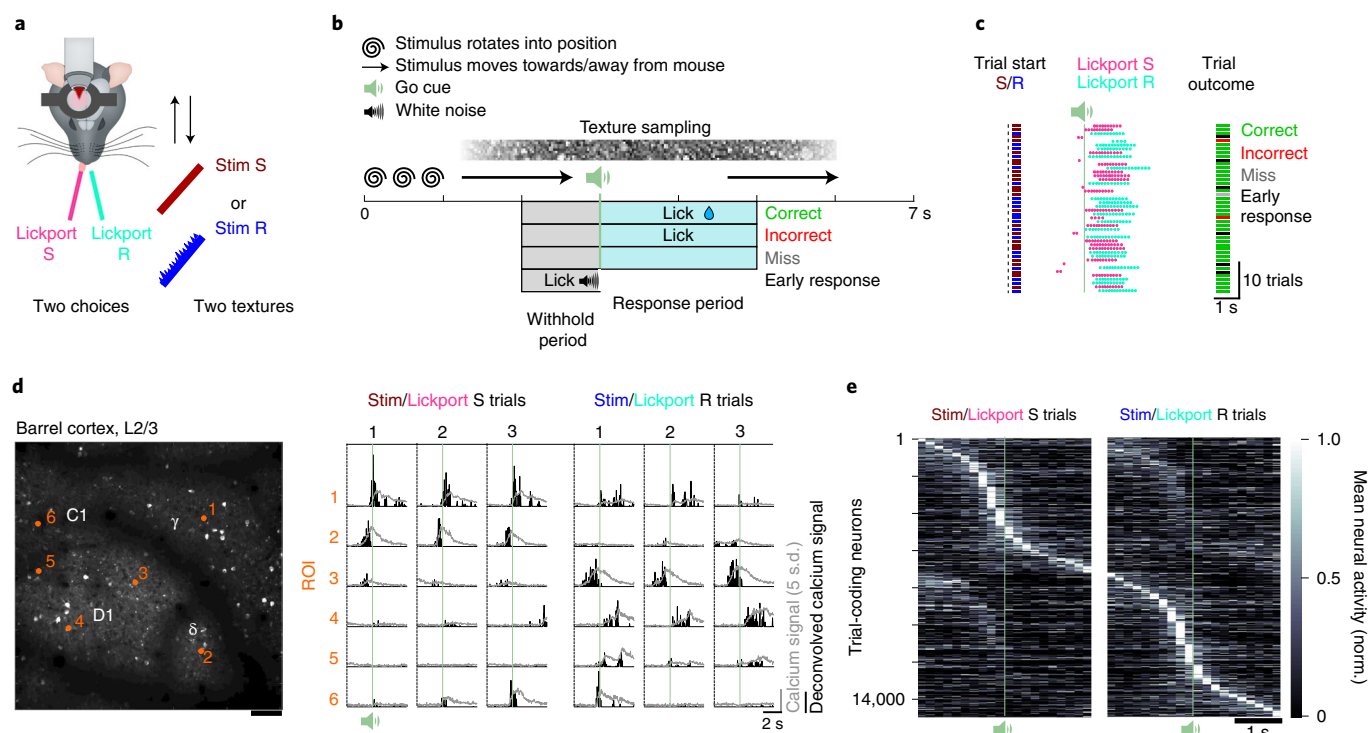 a
Stim S
or
Stim R
Lickport S
Lickport R
Two choices
Two textures
b
Stimulus rotates into position
Stimulus moves towards/away from mouse
Go cue
White noise
Texture sampling
0
7 s
Lick
Correct
Lick
Incorrect
Miss
Lick
Early response
Withhold period
Response period
c
Trial start
S/R
Lickport S
Lickport R
Trial outcome
Correct
Incorrect
Miss
Early response
10 trials
1 s
d
Barrel cortex, L2/3
6
C1
γ
1
5
3
D1
4
δ
2
Stim/Lickport S trials
Stim/Lickport R trials
1
2
3
1
2
3
ROI
1
2
3
4
5
6
Calcium signal (5 s.d.)
Deconvolved calcium signal
2 s
e
Stim/Lickport S trials
Stim/Lickport R trials
Trial-coding neurons
1
14,000
1.0
0.5
0
Mean neural activity (norm.)
1 s